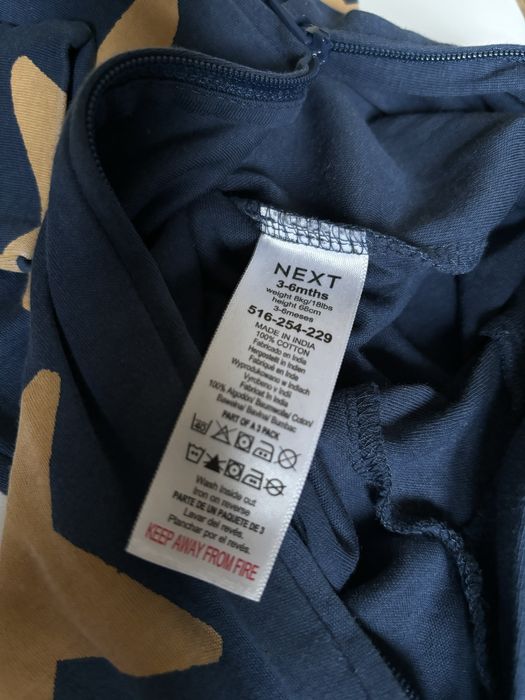 NEXT
3-6mths
weight 8kg/18lbs
height 68cm
3-6meses
516-254-229
MADE IN INDIA
100% COTTON
Fabricado en India
Hergestellt in Indien
Fabriqué en Inde
Wyprodukowano w Indiach
Vyrobeno v Indii
Fabricat în India
100% Algodón/ Baumwolle/ Coton/
Bawełna/ Bavlna/ Bumbac
PART OF A 3 PACK
40
Wash inside out
Iron on reverse
PARTE DE UN PAQUETE DE 3
Lavar del revés.
Planchar por el revés.
KEEP AWAY FROM FIRE